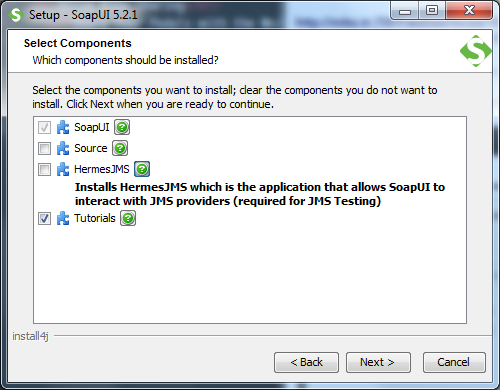 Setup - SoapUI 5.2.1
Select Components
Which components should be installed?
Select the components you want to install; clear the components you do not want to
install. Click Next when you are ready to continue.
SoapUI
Source
HermesJMS
Installs HermesJMS which is the application that allows SoapUI to
interact with JMS providers (required for JMS Testing)
Tutorials
install4j
< Back
Next >
Cancel